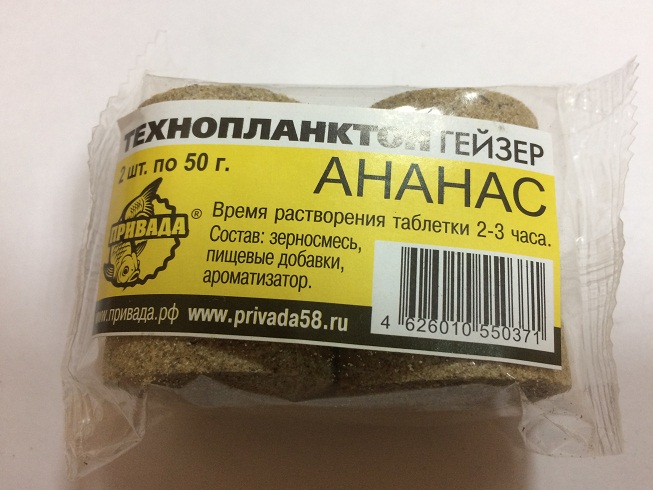 ТЕХНОПЛАНКТОН ГЕЙЗЕР
2 шт. по 50 г.
АНАНАС
ПРИВАДА ®
Время растворения таблетки 2-3 часа.
Состав: зерносмесь,
пищевые добавки,
ароматизатор.
www.привада.рф www.privada58.ru
4 626010 550371